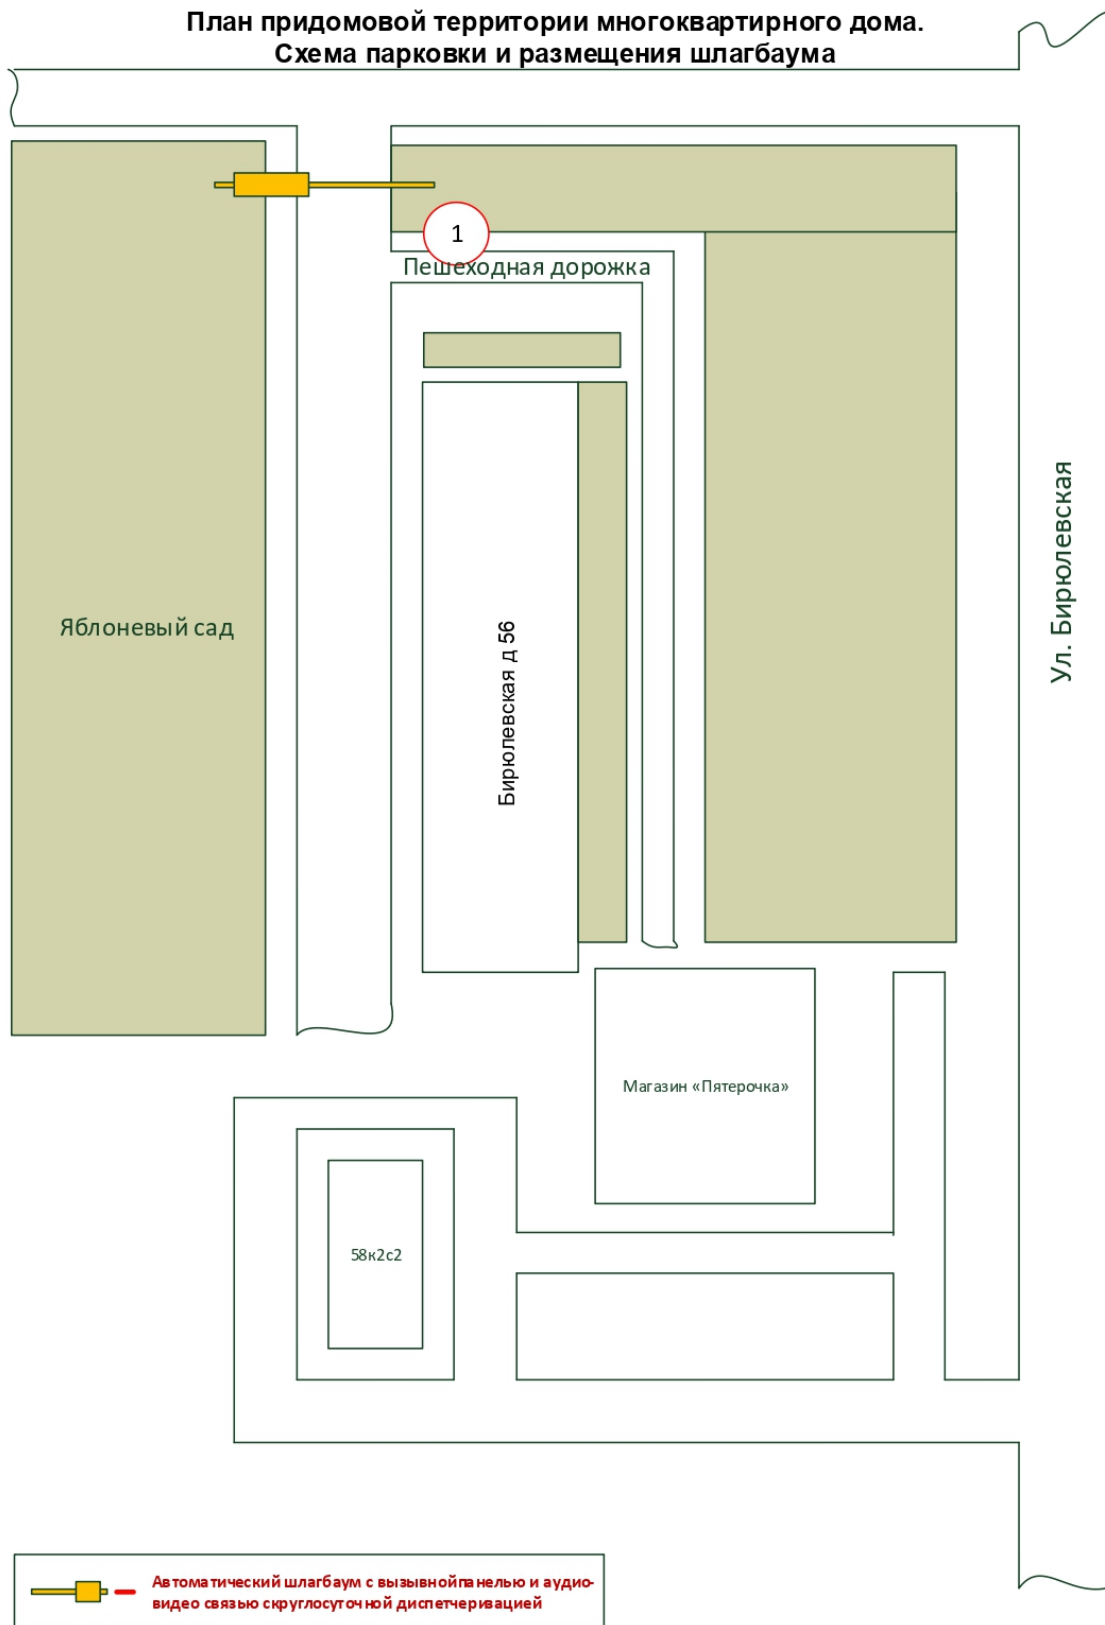 План придомовой территории многоквартирного дома.
Схема парковки и размещения шлагбаума
1
Пешеходная дорожка
Ул. Бирюлевская
Яблоневый сад
Бирюлевская д 56
Магазин «Пятерочка»
58к2с2
Автоматический шлагбаум с вызывнойпанелью и аудио-
видео связью скруглосуточной диспетчеризацией